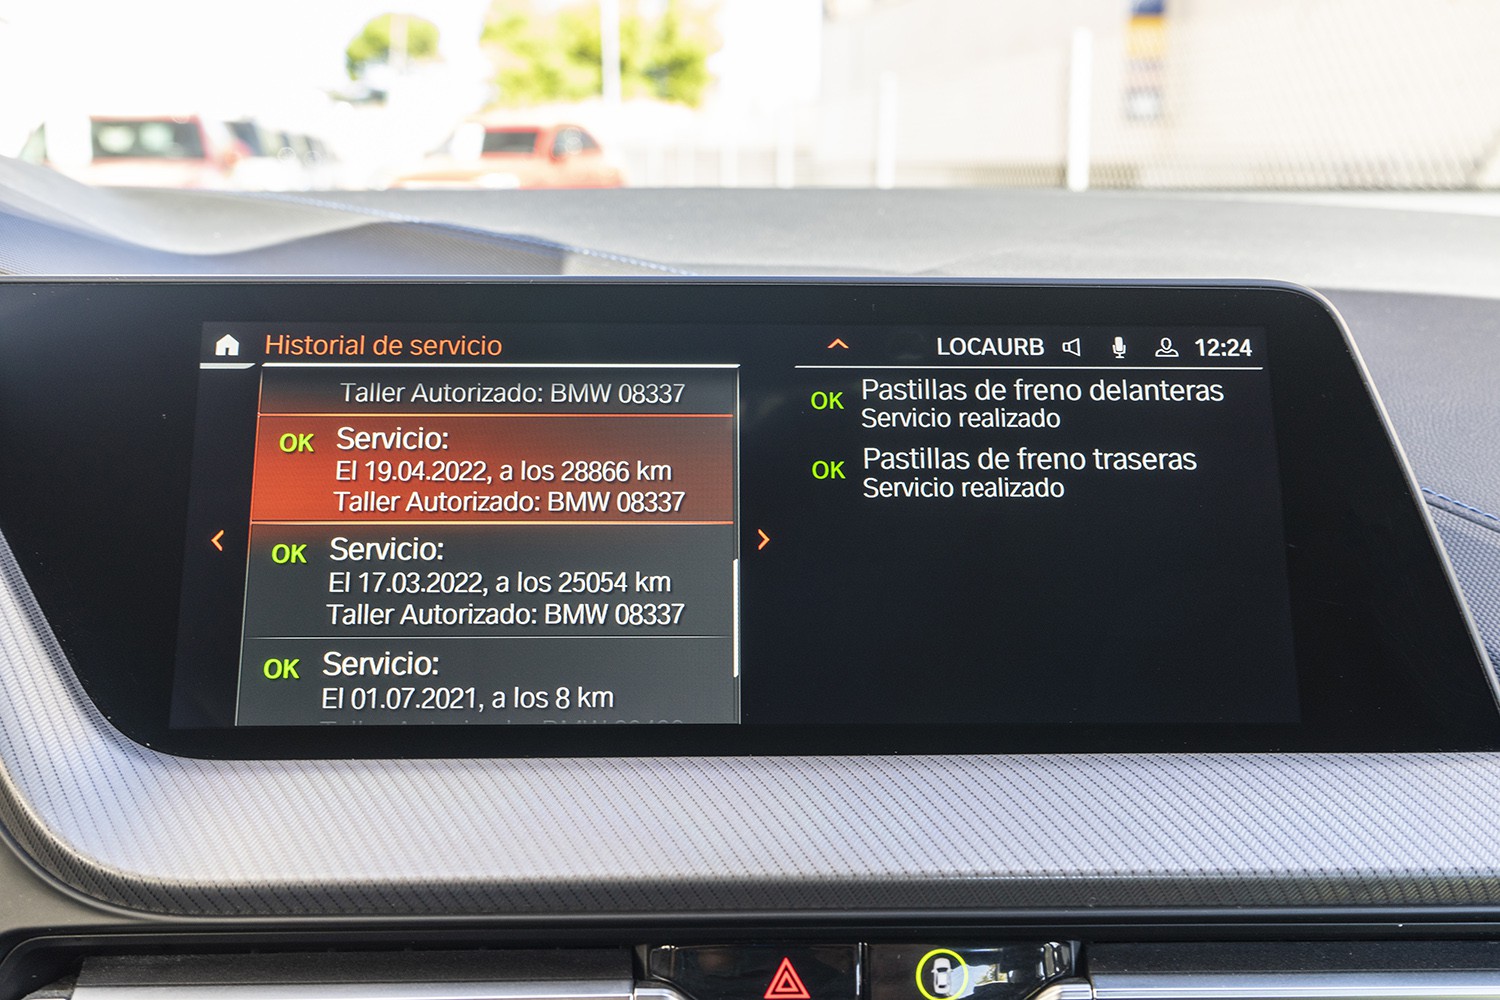 Historial de servicio
LOCAURB 12:24
Taller Autorizado: BMW 08337
OK Servicio:
El 19.04.2022, a los 28866 km
Taller Autorizado: BMW 08337
OK Servicio:
El 17.03.2022, a los 25054 km
Taller Autorizado: BMW 08337
OK Servicio:
El 01.07.2021, a los 8 km
OK Pastillas de freno delanteras
Servicio realizado
OK Pastillas de freno traseras
Servicio realizado